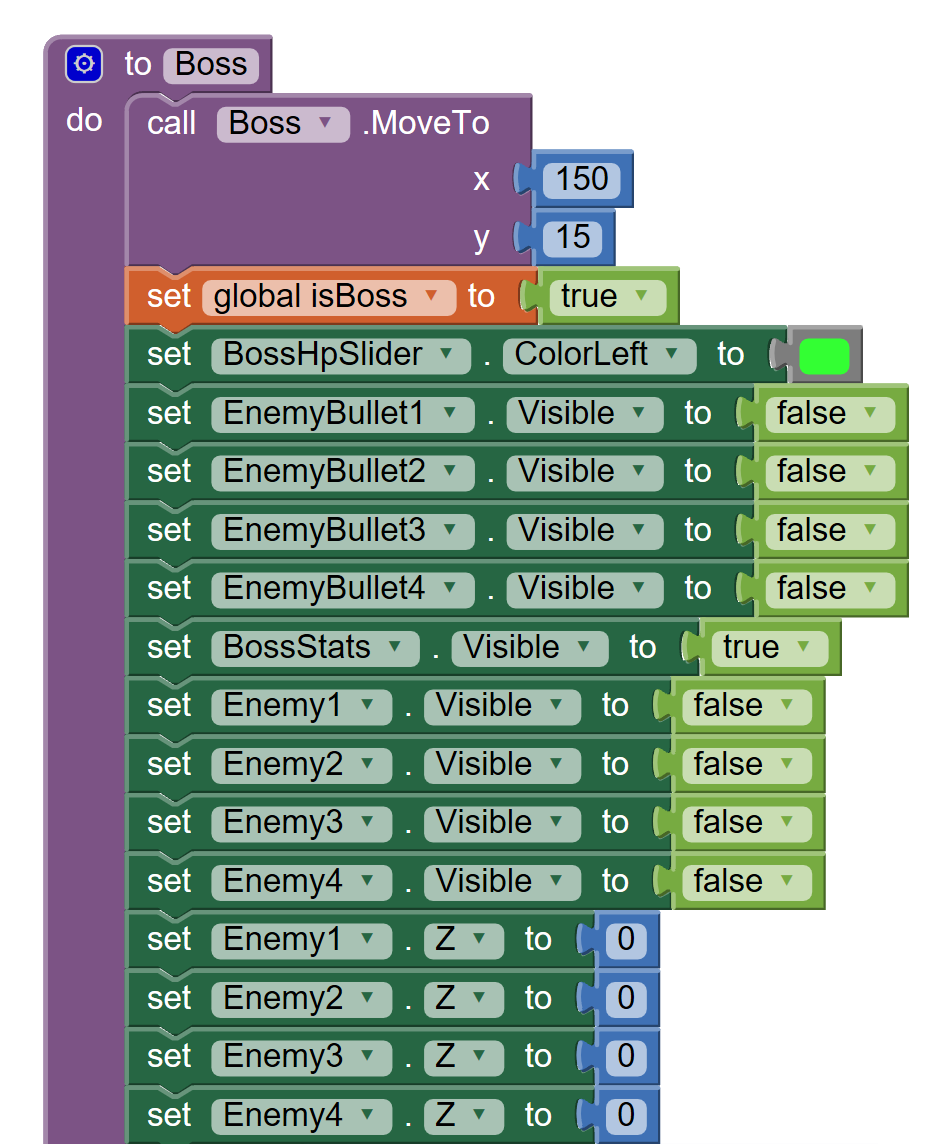 to Boss
do call Boss .MoveTo
x 150
y 15
set global isBoss to true
set BossHpSlider . ColorLeft to
set EnemyBullet1 . Visible to false
set EnemyBullet2 . Visible to false
set EnemyBullet3 . Visible to false
set EnemyBullet4 . Visible to false
set BossStats . Visible to true
set Enemy1 . Visible to false
set Enemy2 . Visible to false
set Enemy3 . Visible to false
set Enemy4 . Visible to false
set Enemy1 . Z to 0
set Enemy2 . Z to 0
set Enemy3 . Z to 0
set Enemy4 . Z to 0